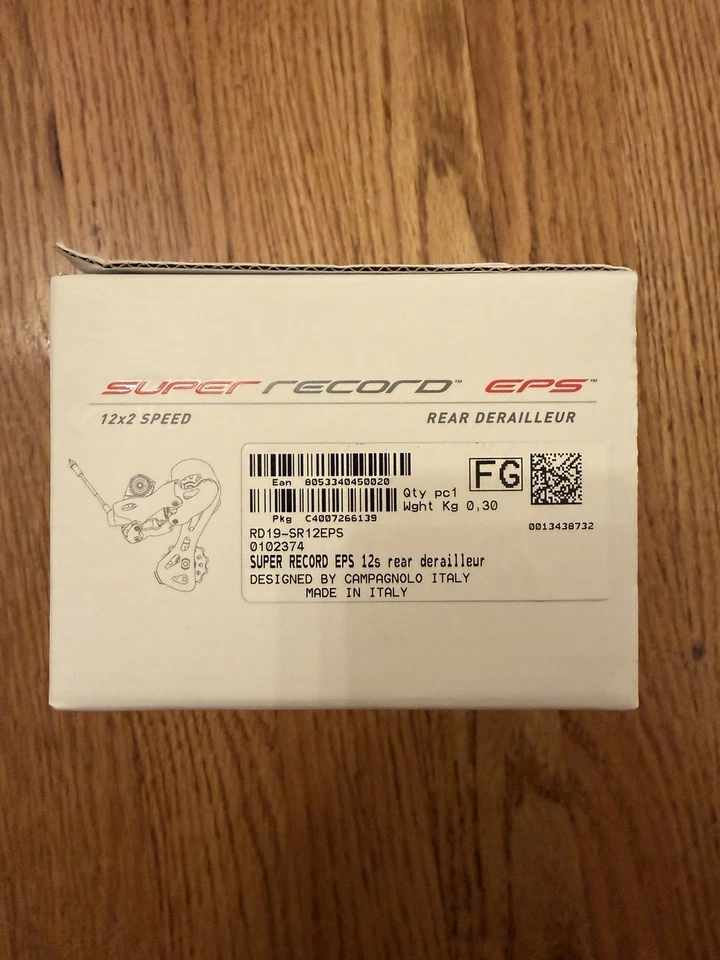 SUPER RECORD™ EPS™
12x2 SPEED REAR DERAILLEUR
Ean 8053340450020
Qty pc1
Wght Kg 0,30
FG
Pkg C4007266139
0013438732
RD19-SR12EPS
0102374
SUPER RECORD EPS 12s rear derailleur
DESIGNED BY CAMPAGNOLO ITALY
MADE IN ITALY